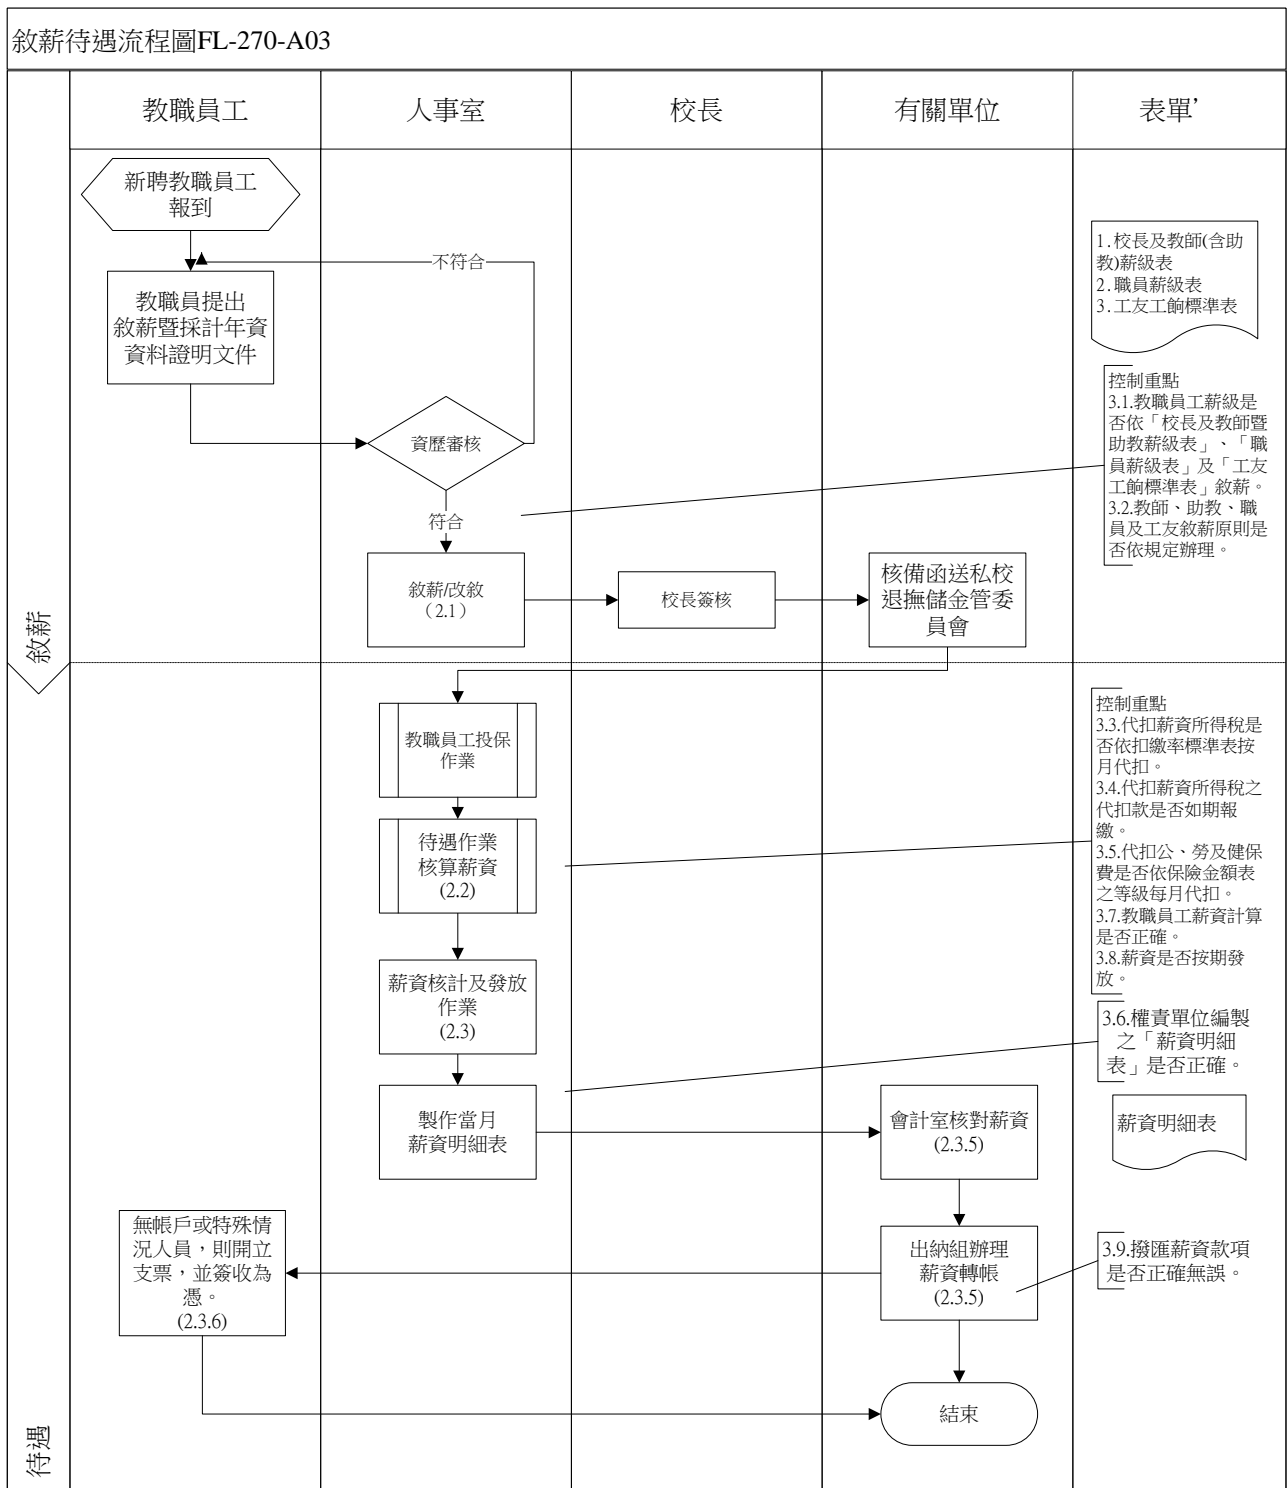 敘薪待遇流程圖FL-270-A03
教職員工
人事室
校長
有關單位
表單’
敘薪
新聘教職員工
報到
不符合
教職員提出
敘薪暨採計年資
資料證明文件
資歷審核
符合
敘薪/改敘
（2.1）
校長簽核
核備函送私校
退撫儲金管委
員會
1.校長及教師(含助
教)薪級表
2.職員薪級表
3.工友工餉標準表
控制重點
3.1.教職員工薪級是
否依「校長及教師暨
助教薪級表」、「職
員薪級表」及「工友
工餉標準表」敘薪。
3.2.教師、助教、職
員及工友敘薪原則是
否依規定辦理。
待遇
教職員工投保
作業
待遇作業
核算薪資
(2.2)
薪資核計及發放
作業
(2.3)
製作當月
薪資明細表
會計室核對薪資
(2.3.5)
出納組辦理
薪資轉帳
(2.3.5)
無帳戶或特殊情
況人員，則開立
支票，並簽收為
憑。
(2.3.6)
結束
控制重點
3.3.代扣薪資所得稅是
否依扣繳率標準表按
月代扣。
3.4.代扣薪資所得稅之
代扣款是否如期報
繳。
3.5.代扣公、勞及健保
費是否依保險金額表
之等級每月代扣。
3.7.教職員工薪資計算
是否正確。
3.8.薪資是否按期發
放。
3.6.權責單位編製
之「薪資明細
表」是否正確。
薪資明細表
3.9.撥匯薪資款項
是否正確無誤。